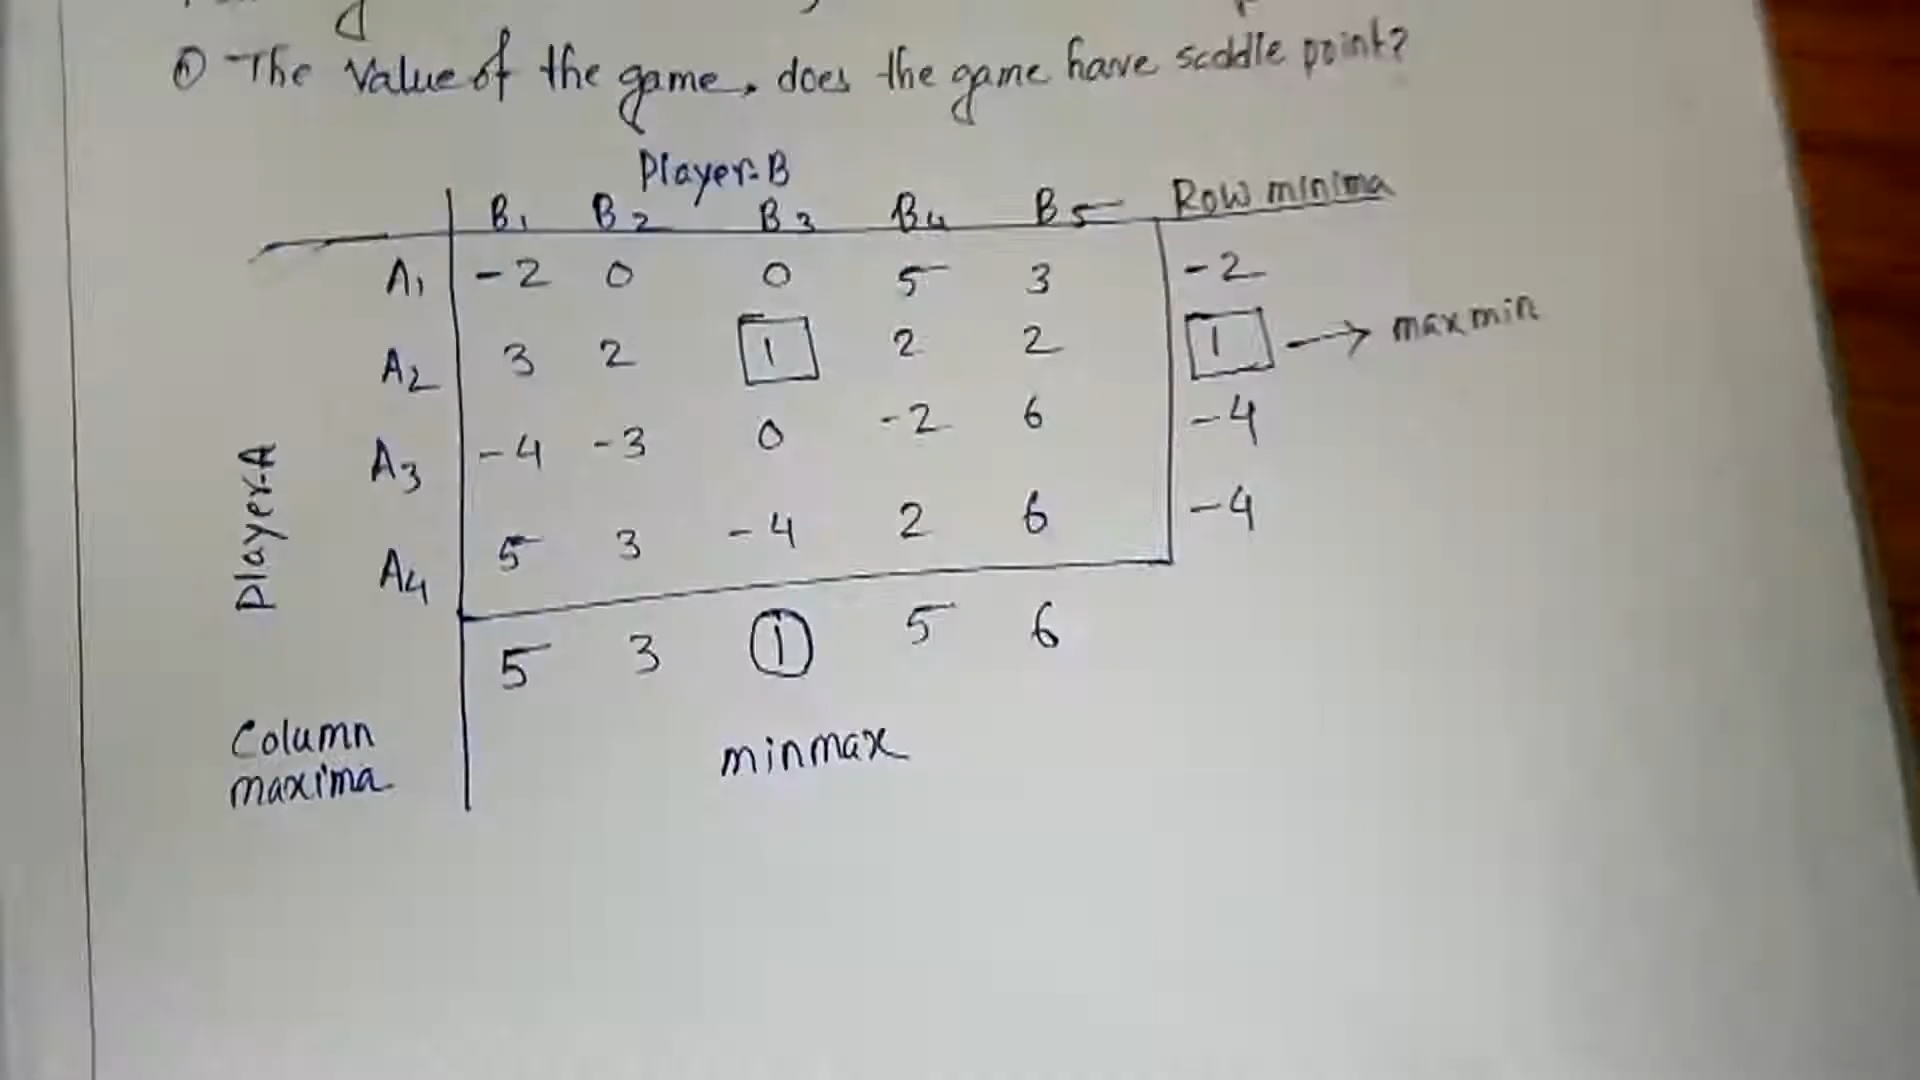 The Value of the game, does the game have saddle point?
Player-B
B1 B2 B3 B4 B5 Row minima
A1 -2 0 0 5 3 -2
A2 3 2 1 2 2 1 → maxmin
A3 -4 -3 0 -2 6 -4
A4 5 3 -4 2 6 -4
Player-A
5 3 1 5 6
Column
maxima
minmax